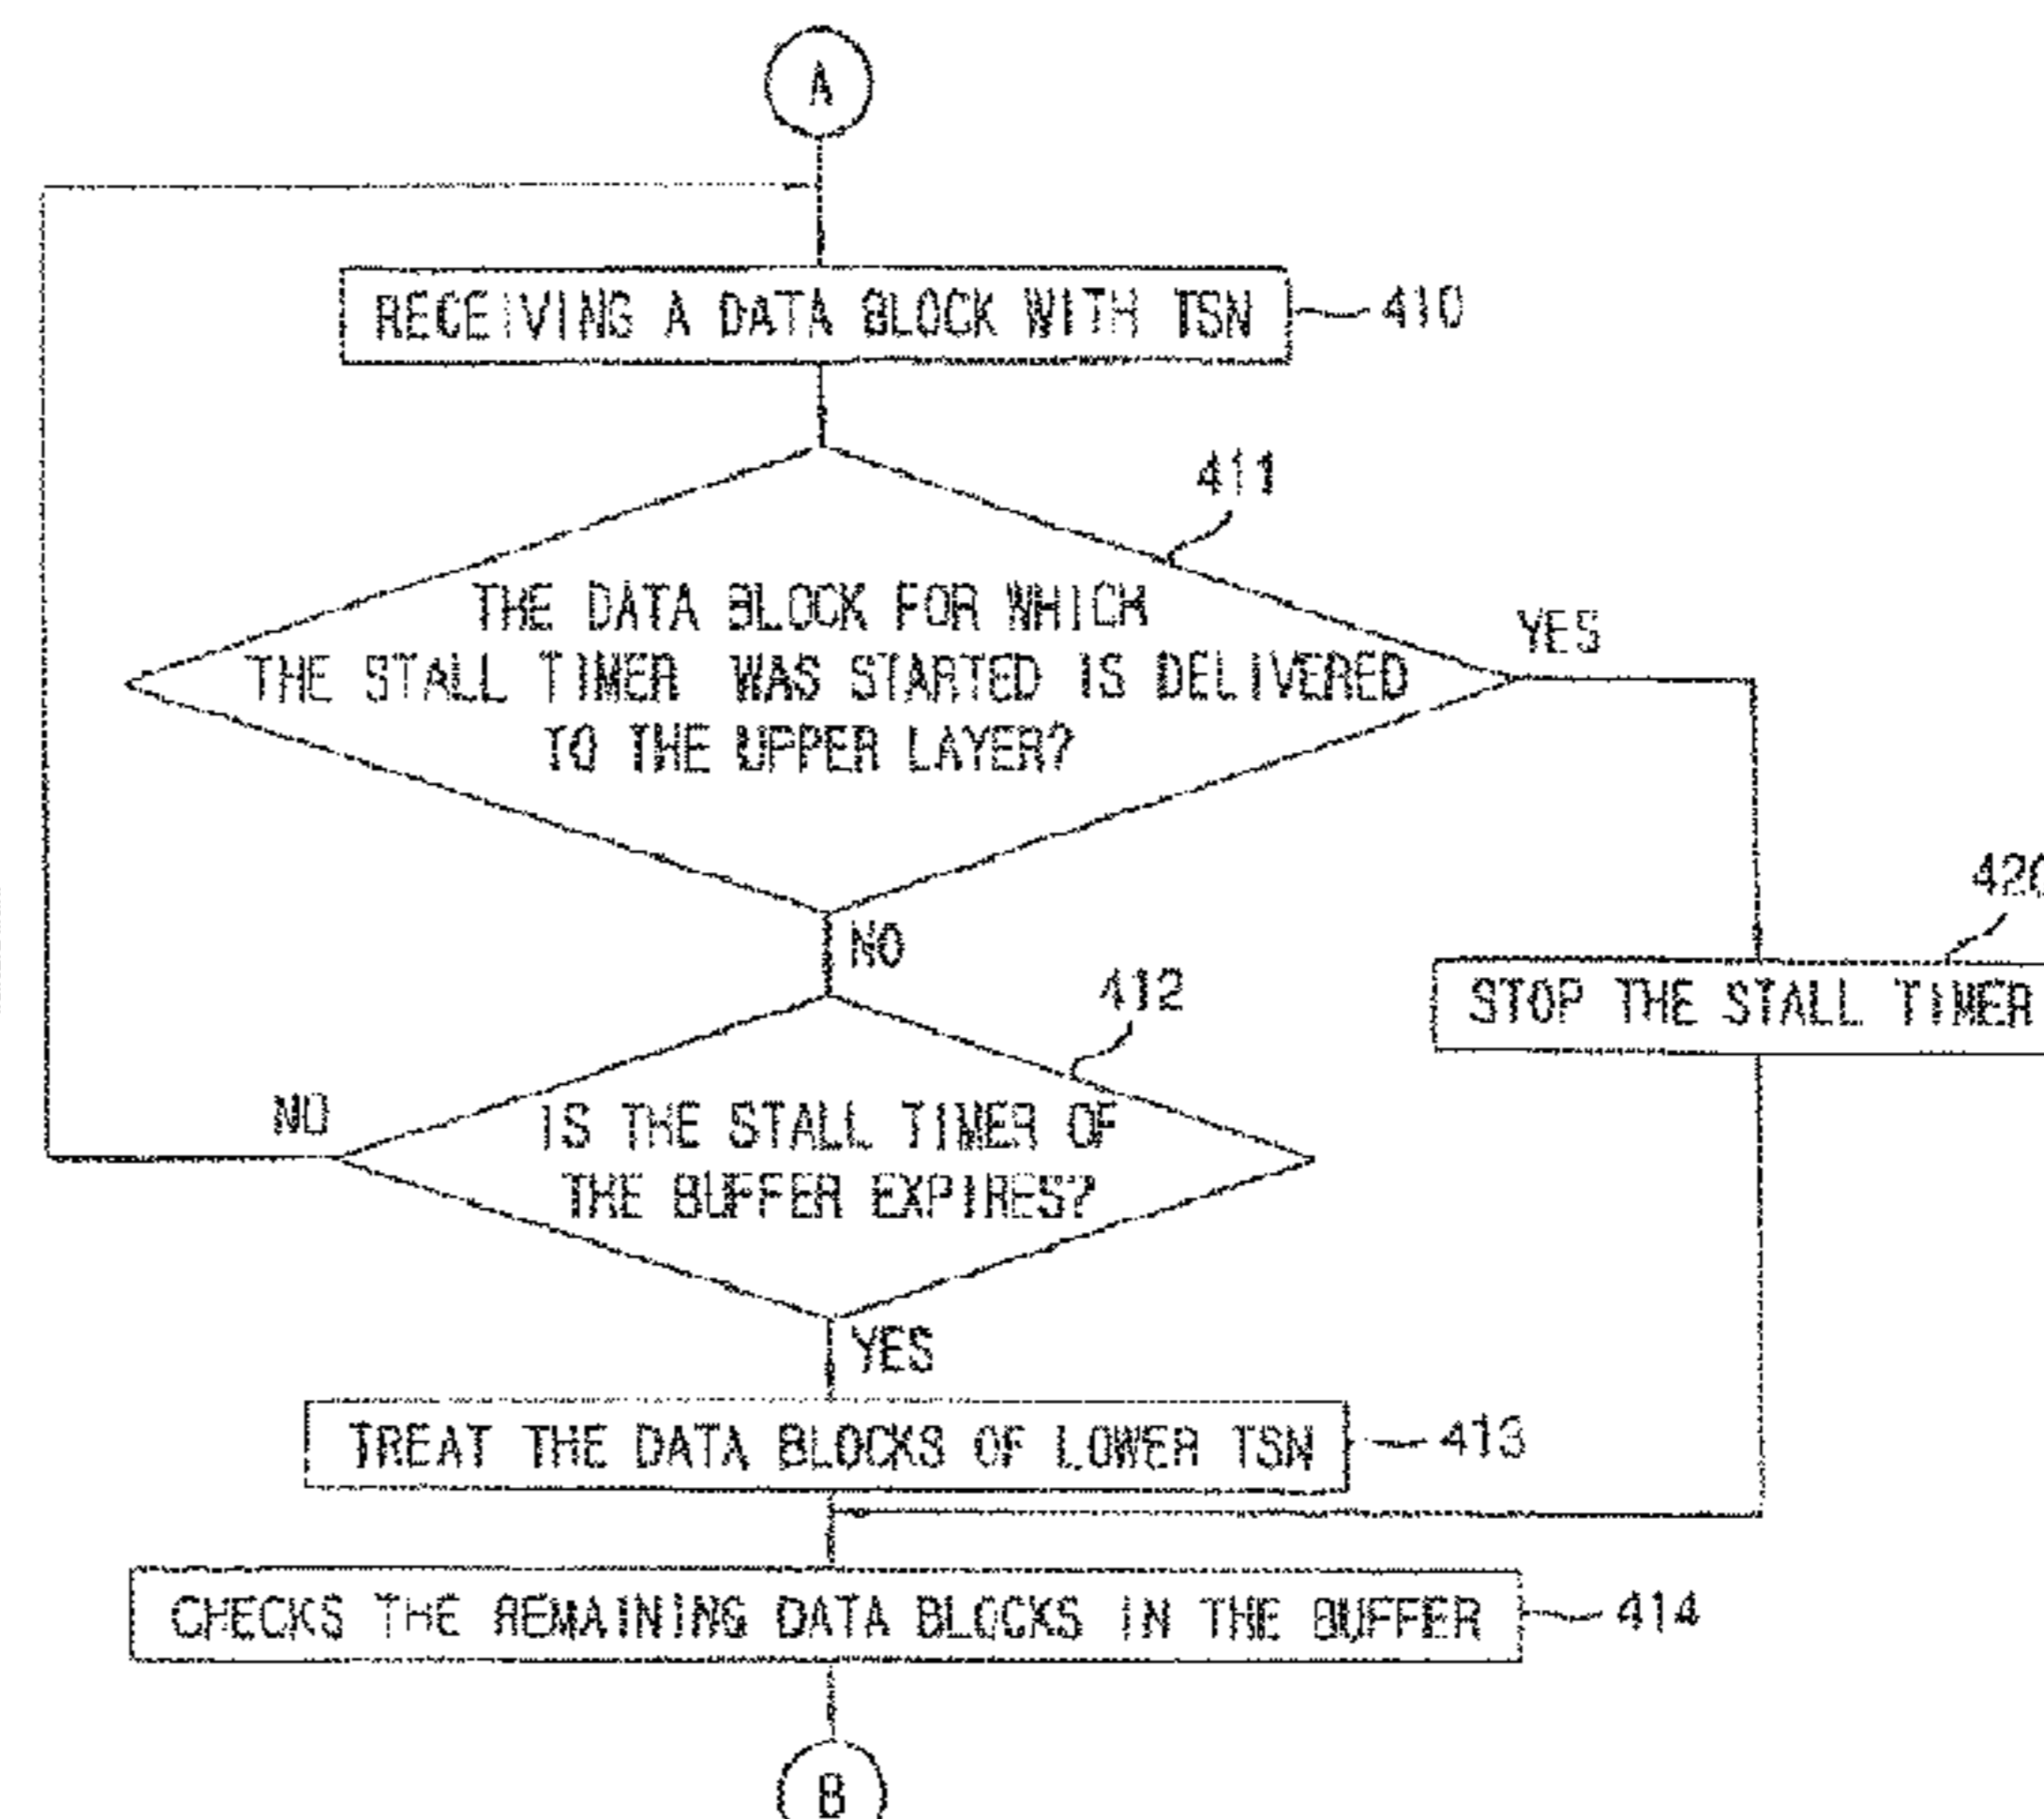 A
RECEIVING A DATA BLOCK WITH TSN
410
411
THE DATA BLOCK FOR WHICH
THE STALL TIMER WAS STARTED IS DELIVERED
TO THE UPPER LAYER?
YES
NO
420
STOP THE STALL TIMER
412
IS THE STALL TIMER OF
THE BUFFER EXPIRES?
NO
YES
TREAT THE DATA BLOCKS OF LOWER TSN
413
CHECKS THE REMAINING DATA BLOCKS IN THE BUFFER
414
B